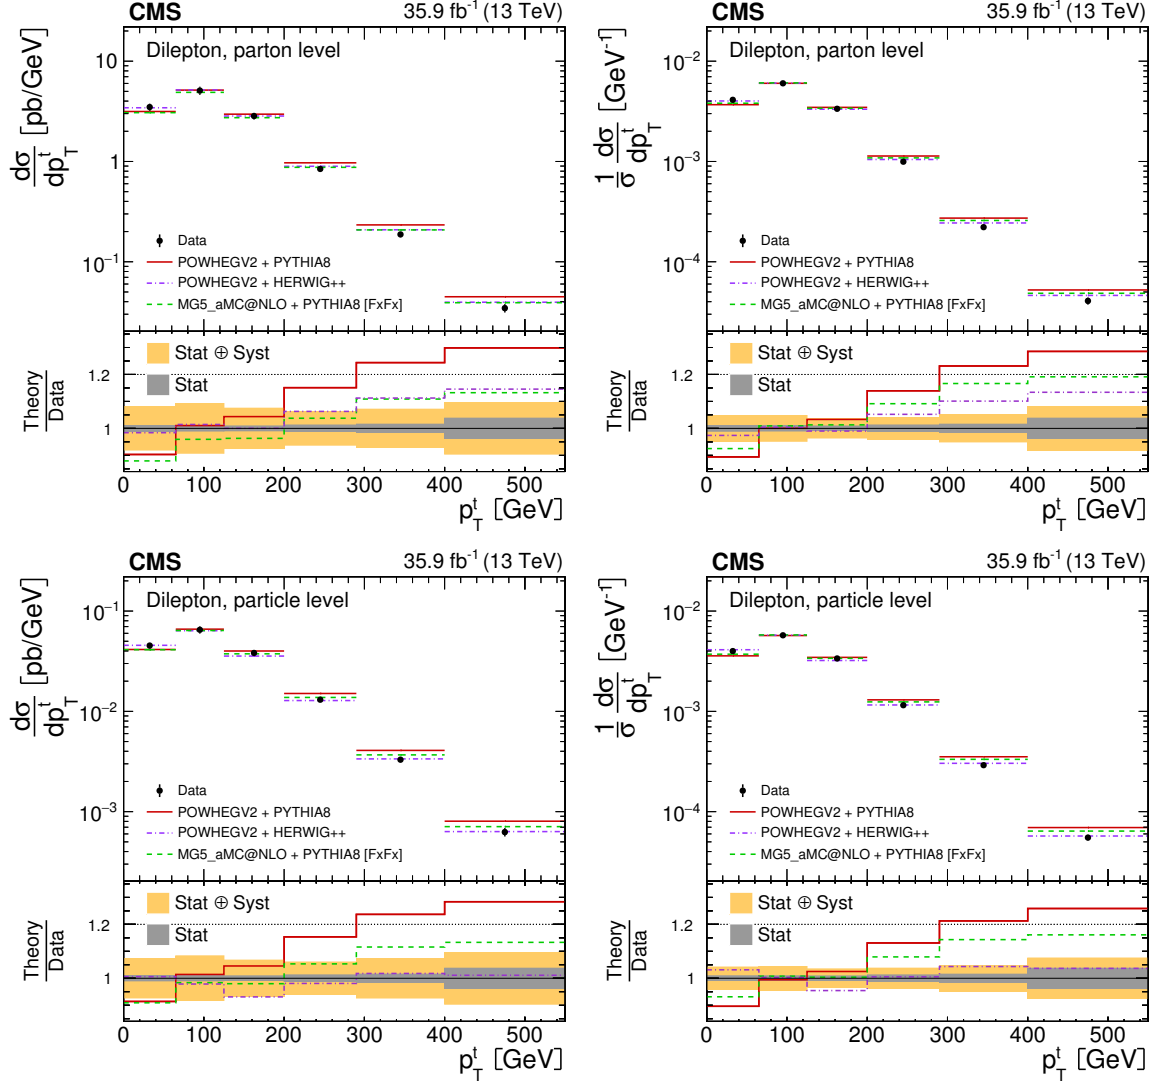 CMS 35.9 fb⁻¹ (13 TeV)
Dilepton, parton level
dσ/dp_T^t [pb/GeV]
10
1
10⁻¹
Data
POWHEGV2 + PYTHIA8
POWHEGV2 + HERWIG++
MG5_aMC@NLO + PYTHIA8 [FxFx]
Theory/Data
Stat ⊕ Syst
Stat
1.2
1
0 100 200 300 400 500
p_T^t [GeV]
CMS 35.9 fb⁻¹ (13 TeV)
Dilepton, parton level
1/σ dσ/dp_T^t [GeV⁻¹]
10⁻²
10⁻³
10⁻⁴
Data
POWHEGV2 + PYTHIA8
POWHEGV2 + HERWIG++
MG5_aMC@NLO + PYTHIA8 [FxFx]
Theory/Data
Stat ⊕ Syst
Stat
1.2
1
0 100 200 300 400 500
p_T^t [GeV]
CMS 35.9 fb⁻¹ (13 TeV)
Dilepton, particle level
dσ/dp_T^t [pb/GeV]
10⁻¹
10⁻²
10⁻³
Data
POWHEGV2 + PYTHIA8
POWHEGV2 + HERWIG++
MG5_aMC@NLO + PYTHIA8 [FxFx]
Theory/Data
Stat ⊕ Syst
Stat
1.2
1
0 100 200 300 400 500
p_T^t [GeV]
CMS 35.9 fb⁻¹ (13 TeV)
Dilepton, particle level
1/σ dσ/dp_T^t [GeV⁻¹]
10⁻²
10⁻³
10⁻⁴
Data
POWHEGV2 + PYTHIA8
POWHEGV2 + HERWIG++
MG5_aMC@NLO + PYTHIA8 [FxFx]
Theory/Data
Stat ⊕ Syst
Stat
1.2
1
0 100 200 300 400 500
p_T^t [GeV]